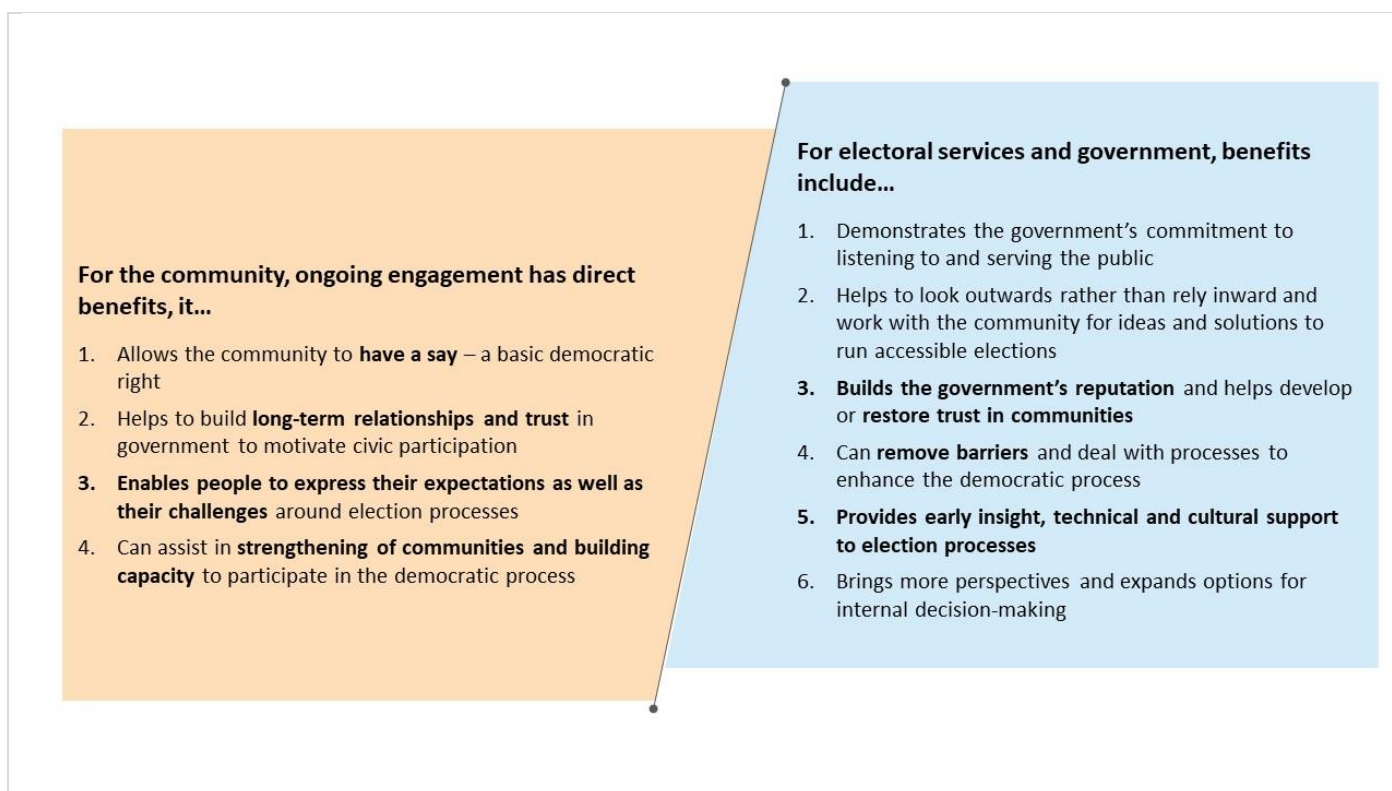 For the community, ongoing engagement has direct
benefits, it…
1. Allows the community to have a say – a basic democratic
right
2. Helps to build long-term relationships and trust in
government to motivate civic participation
3. Enables people to express their expectations as well as
their challenges around election processes
4. Can assist in strengthening of communities and building
capacity to participate in the democratic process
For electoral services and government, benefits
include…
1. Demonstrates the government’s commitment to
listening to and serving the public
2. Helps to look outwards rather than rely inward and
work with the community for ideas and solutions to
run accessible elections
3. Builds the government’s reputation and helps develop
or restore trust in communities
4. Can remove barriers and deal with processes to
enhance the democratic process
5. Provides early insight, technical and cultural support
to election processes
6. Brings more perspectives and expands options for
internal decision-making